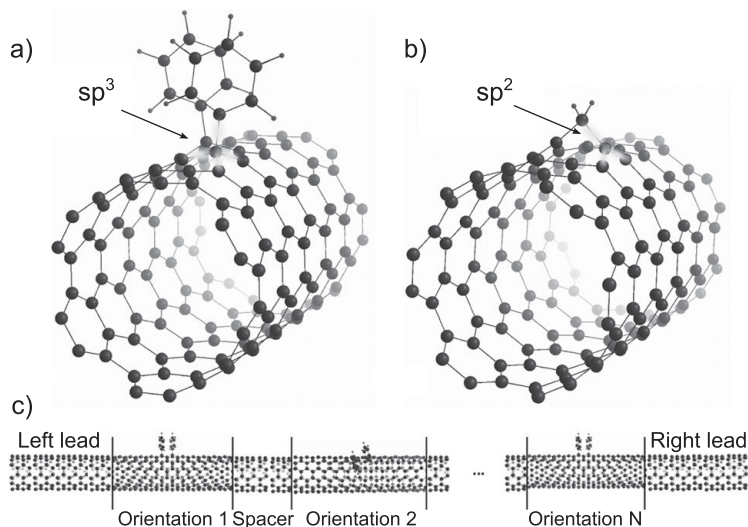 a)
sp3
b)
sp2
c)
Left lead
Right lead
...
Orientation 1
Spacer
Orientation 2
Orientation N